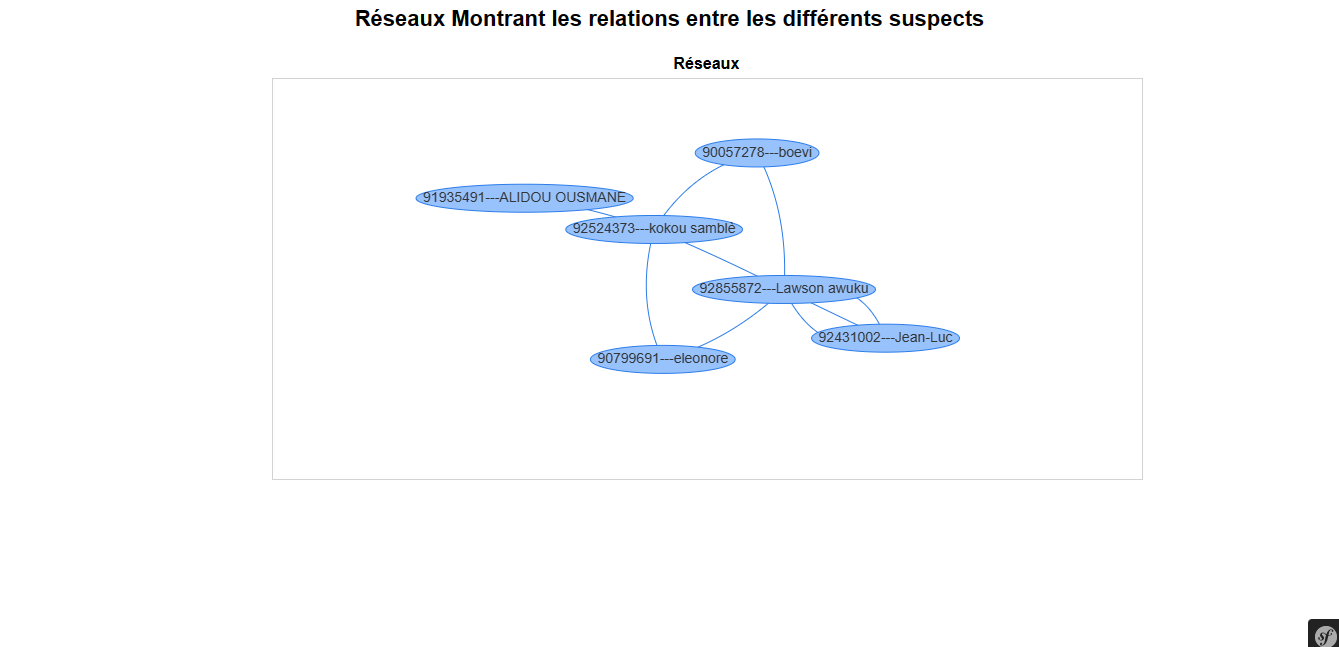 Réseaux Montrant les relations entre les différents suspects
Réseaux
90057278---boevi
91935491---ALIDOU OUSMANE
92524373---kokou samblè
92855872---Lawson awuku
92431002---Jean-Luc
90799691---eleonore
sf